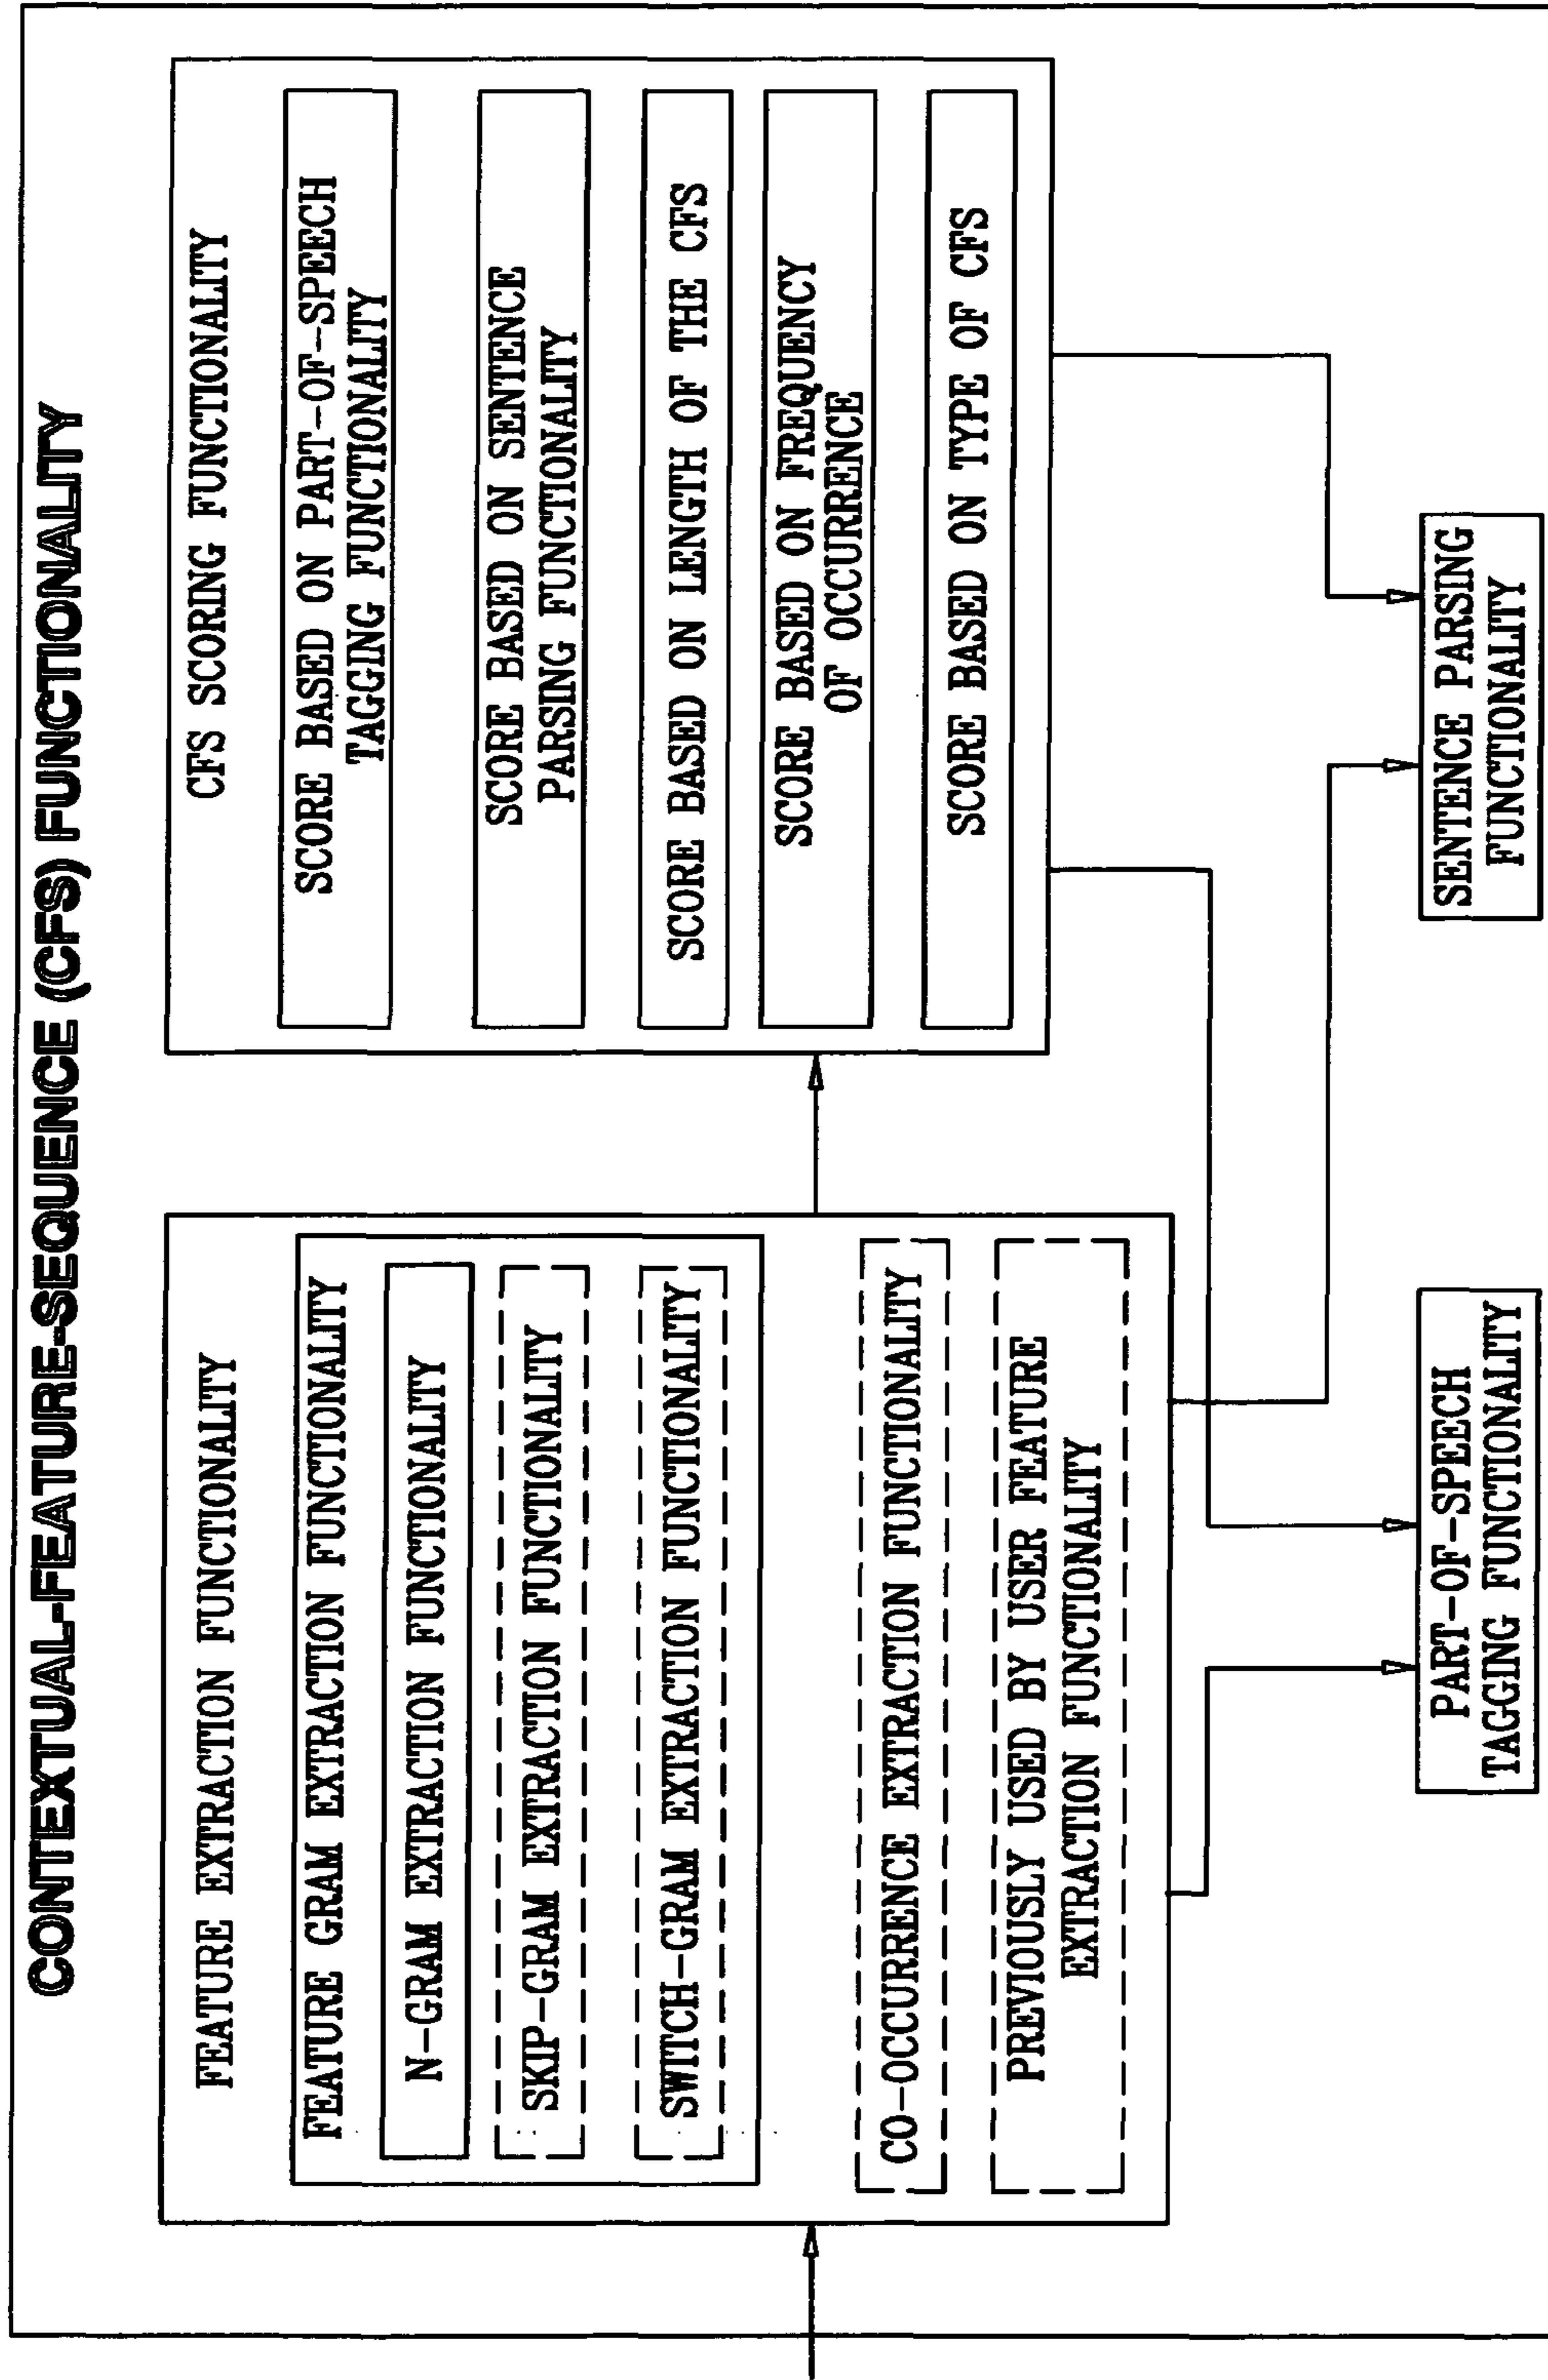 CONTEXTUAL-FEATURE-SEQUENCE (CFS) FUNCTIONALITY
FEATURE EXTRACTION FUNCTIONALITY
FEATURE GRAM EXTRACTION FUNCTIONALITY
N-GRAM EXTRACTION FUNCTIONALITY
SKIP-GRAM EXTRACTION FUNCTIONALITY
SWITCH-GRAM EXTRACTION FUNCTIONALITY
CO-OCCURRENCE EXTRACTION FUNCTIONALITY
PREVIOUSLY USED BY USER FEATURE
EXTRACTION FUNCTIONALITY
CFS SCORING FUNCTIONALITY
SCORE BASED ON PART-OF-SPEECH
TAGGING FUNCTIONALITY
SCORE BASED ON SENTENCE
PARSING FUNCTIONALITY
SCORE BASED ON LENGTH OF THE CFS
SCORE BASED ON FREQUENCY
OF OCCURRENCE
SCORE BASED ON TYPE OF CFS
PART-OF-SPEECH
TAGGING FUNCTIONALITY
SENTENCE PARSING
FUNCTIONALITY